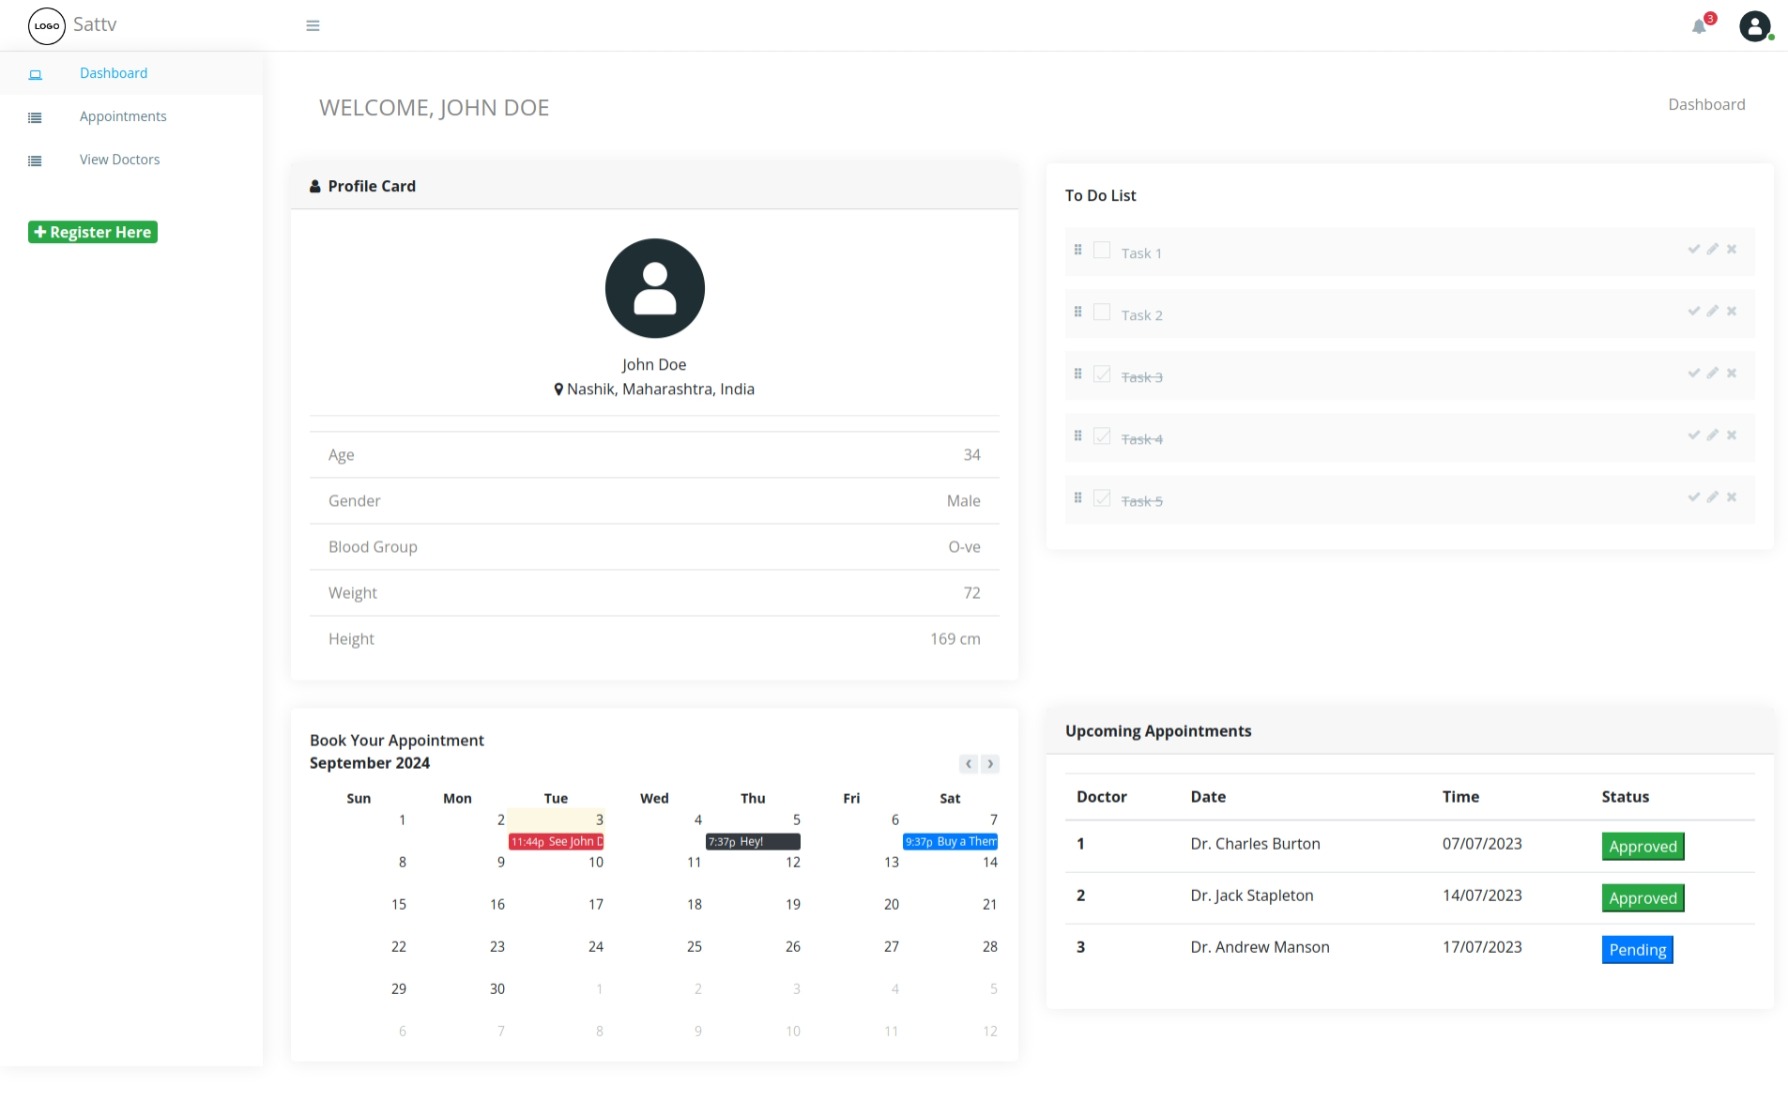 LOGO Sattv
3
Dashboard
Appointments
View Doctors
Register Here
WELCOME, JOHN DOE
Dashboard
Profile Card
John Doe
Nashik, Maharashtra, India
Age 34
Gender Male
Blood Group O-ve
Weight 72
Height 169 cm
To Do List
Task 1
Task 2
Task 3
Task 4
Task 5
Book Your Appointment
September 2024
Sun Mon Tue Wed Thu Fri Sat
1 2 3 4 5 6 7
11:44p See John D 7:37p Hey! 9:37p Buy a Them
8 9 10 11 12 13 14
15 16 17 18 19 20 21
22 23 24 25 26 27 28
29 30 1 2 3 4 5
6 7 8 9 10 11 12
Upcoming Appointments
Doctor Date Time Status
1 Dr. Charles Burton 07/07/2023 Approved
2 Dr. Jack Stapleton 14/07/2023 Approved
3 Dr. Andrew Manson 17/07/2023 Pending